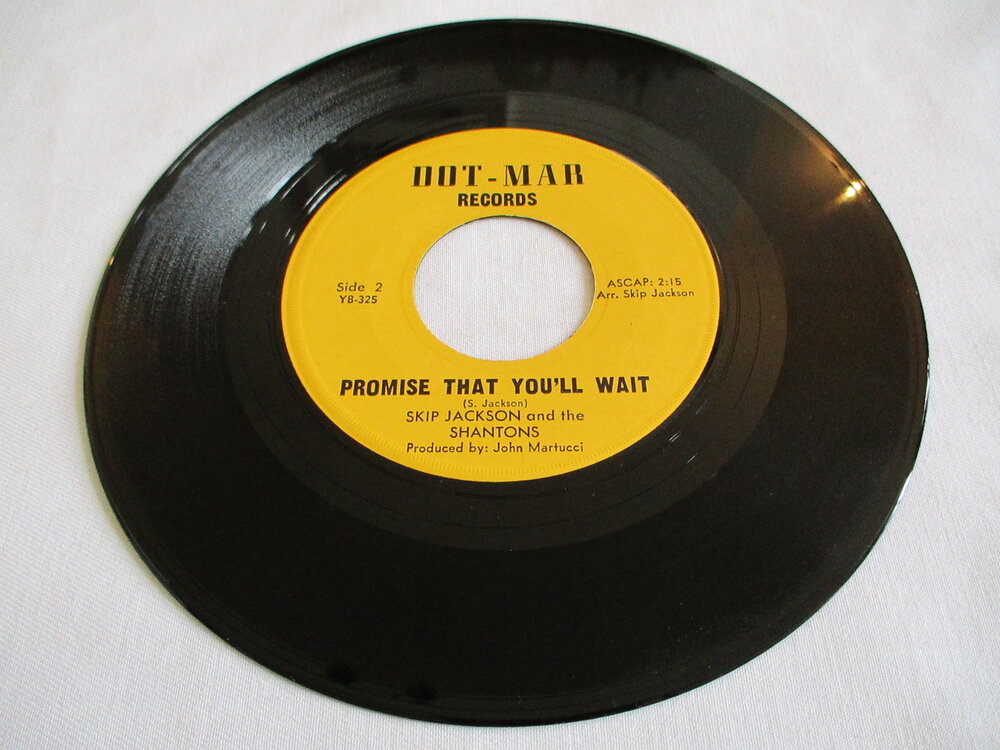 DOT-MAR
RECORDS
Side 2
YB-325
ASCAP: 2:15
Arr. Skip Jackson
PROMISE THAT YOU'LL WAIT
(S. Jackson)
SKIP JACKSON and the
SHANTONS
Produced by: John Martucci